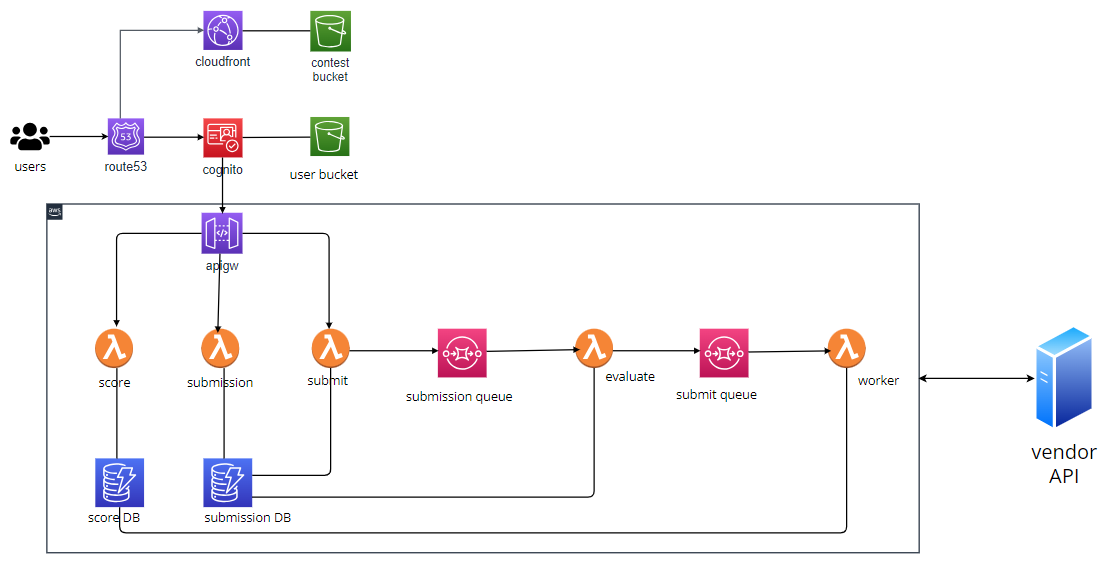 cloudfront
contest
bucket
53
users
route53
cognito
user bucket
aws
apigw
score
submission
submit
submission queue
evaluate
submit queue
worker
vendor
API
score DB
submission DB